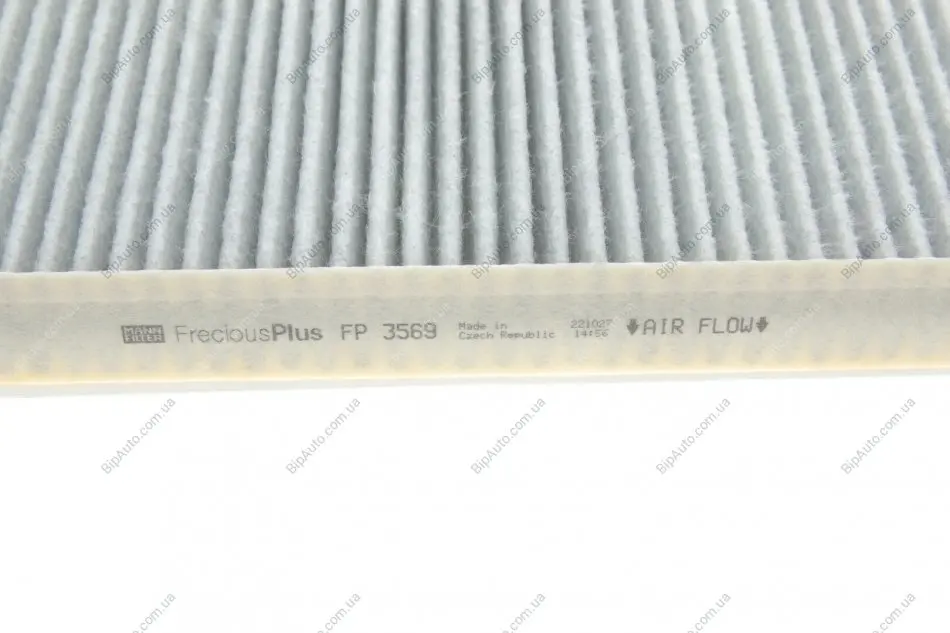 MANN FILTER FreciousPlus FP 3569 Made in Czech Republic 221027 14:56 AIR FLOW
BipAuto.com.ua